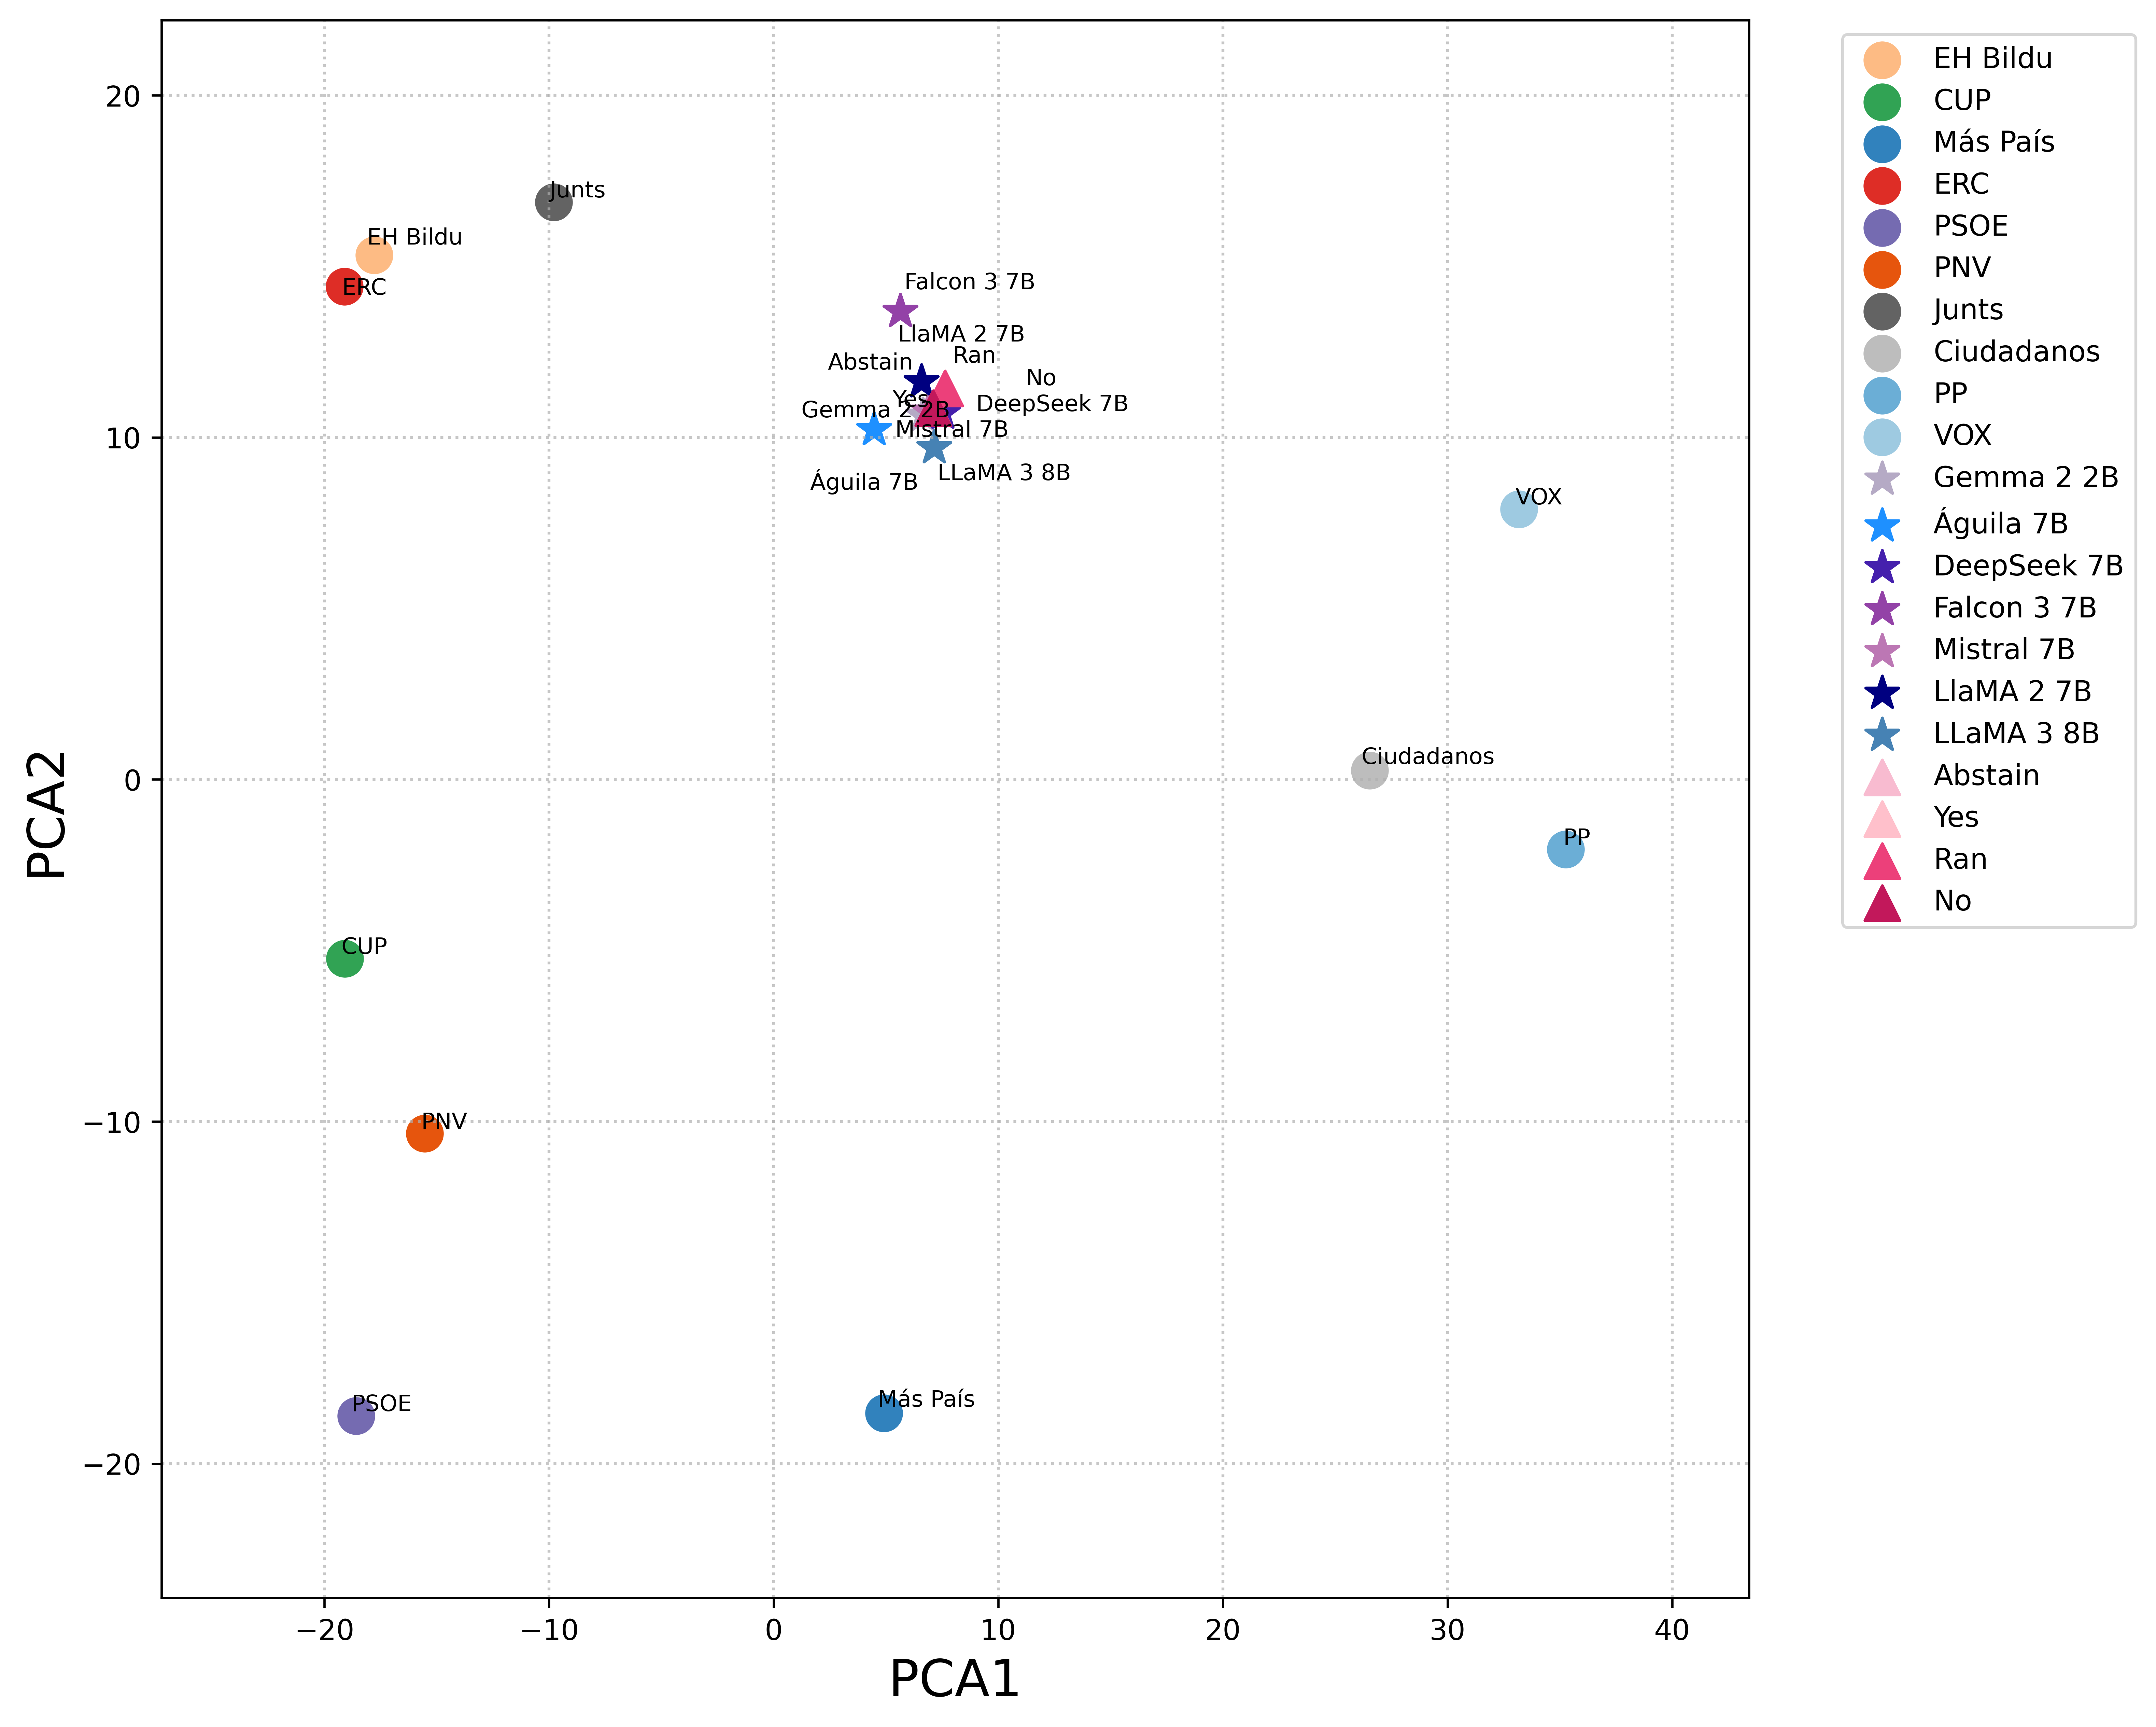 20
10
0
−10
−20
PCA2
−20
−10
0
10
20
30
40
PCA1
Junts
EH Bildu
ERC
Falcon 3 7B
LlaMA 2 7B
Ran
Abstain
No
Yes
DeepSeek 7B
Gemma 2 2B
Mistral 7B
LLaMA 3 8B
Águila 7B
VOX
Ciudadanos
PP
CUP
PNV
PSOE
Más País
EH Bildu
CUP
Más País
ERC
PSOE
PNV
Junts
Ciudadanos
PP
VOX
Gemma 2 2B
Águila 7B
DeepSeek 7B
Falcon 3 7B
Mistral 7B
LlaMA 2 7B
LLaMA 3 8B
Abstain
Yes
Ran
No